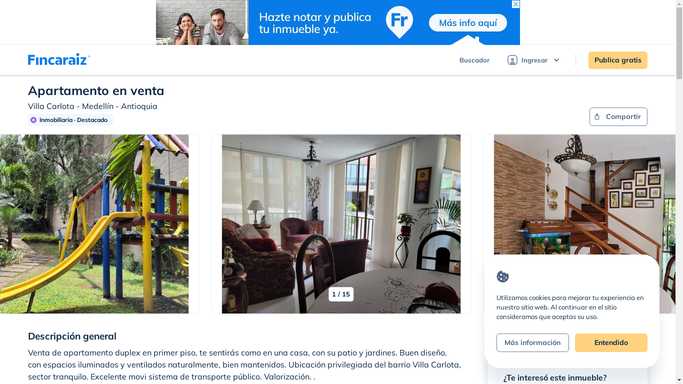 Hazte notar y publica
tu inmueble ya.
Fr
Más info aquí
Fincaraiz
Buscador
Ingresar
Publica gratis
Apartamento en venta
Villa Carlota - Medellín - Antioquia
Inmobiliaria - Destacado
Compartir
1 / 15
Utilizamos cookies para mejorar tu experiencia en
nuestro sitio web. Al continuar en el sitio
consideramos que aceptas su uso.
Más información
Entendido
Descripción general
Venta de apartamento duplex en primer piso, te sentirás como en una casa, con su patio y jardines. Buen diseño,
con espacios iluminados y ventilados naturalmente, bien mantenidos. Ubicación privilegiada del barrio Villa Carlota,
sector tranquilo. Excelente movi sistema de transporte público. Valorización. .
¿Te interesó este inmueble?